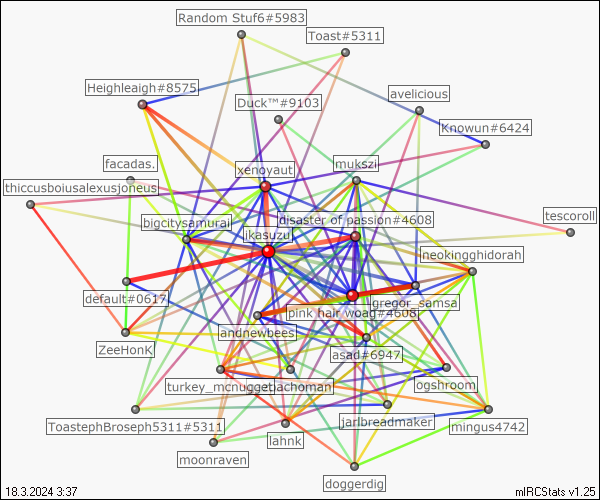 Random Stuf6#5983
Toast#5311
Heighleigh#8575
avelicious
Duck™#9103
Knowun#6424
facadas.
xenoyaut
mukszi
thiccusboiusalexusjoneus
bigcitysamurai
disaster of passion#4608
tescoroll
ikasuzu
neokingghidorah
default#0617
gregor_samsa
pink hair woag#4608
andnewbees
ZeeHonK
asad#6947
turkey_mcnugget
achoman
ogshroom
ToastephBroseph5311#5311
jarlbreadmaker
mingus4742
lahnk
moonraven
doggerdig
18.3.2024 3:37
mIRCStats v1.25